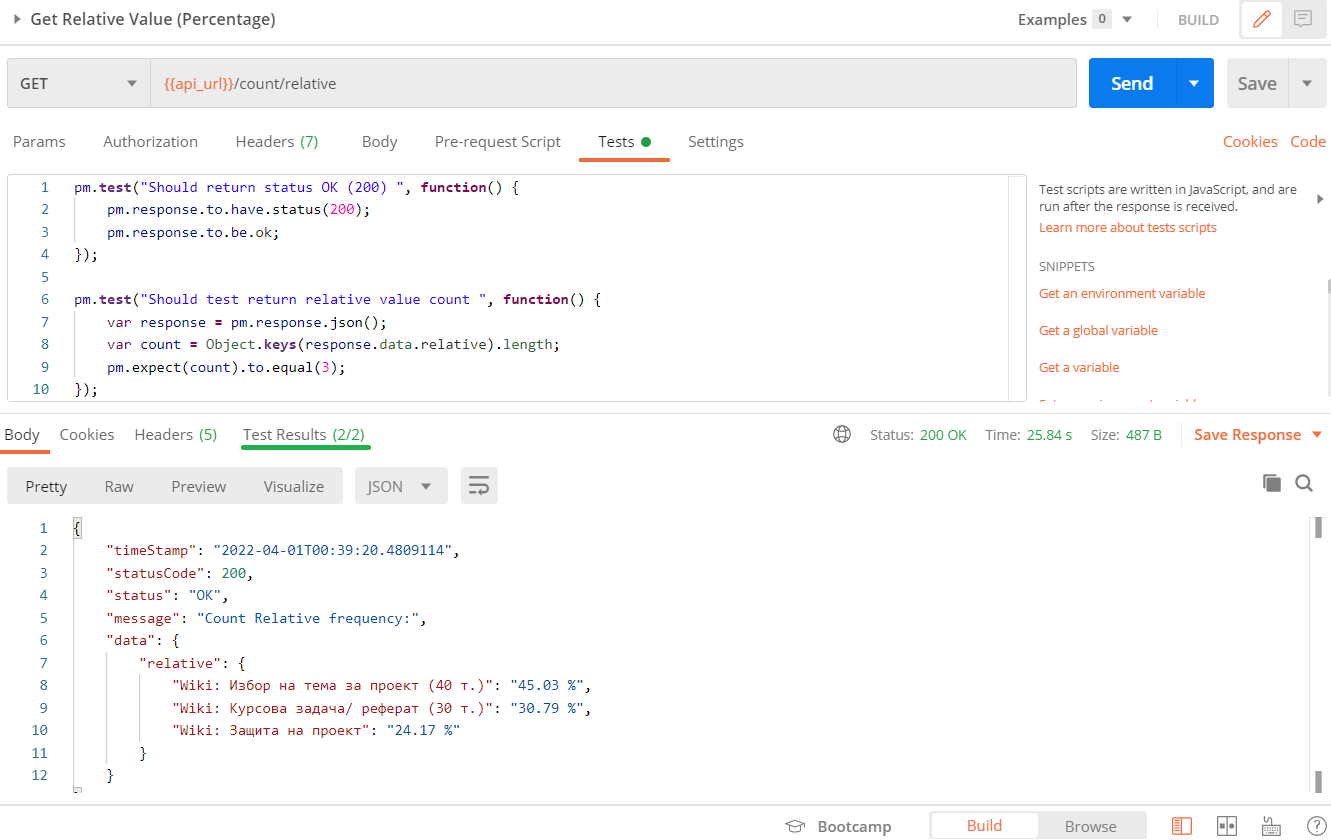 Get Relative Value (Percentage)
Examples 0
BUILD
GET
{{api_url}}/count/relative
Send
Save
Params Authorization Headers (7) Body Pre-request Script Tests Settings
Cookies Code
1 pm.test("Should return status OK (200) ", function() {
2 pm.response.to.have.status(200);
3 pm.response.to.be.ok;
4 });
5
6 pm.test("Should test return relative value count ", function() {
7 var response = pm.response.json();
8 var count = Object.keys(response.data.relative).length;
9 pm.expect(count).to.equal(3);
10 });
Test scripts are written in JavaScript, and are
run after the response is received.
Learn more about tests scripts
SNIPPETS
Get an environment variable
Get a global variable
Get a variable
Body Cookies Headers (5) Test Results (2/2)
Status: 200 OK Time: 25.84 s Size: 487 B
Save Response
Pretty Raw Preview Visualize JSON
1 {
2 "timeStamp": "2022-04-01T00:39:20.4809114",
3 "statusCode": 200,
4 "status": "OK",
5 "message": "Count Relative frequency:",
6 "data": {
7 "relative": {
8 "Wiki: Избор на тема за проект (40 т.)": "45.03 %",
9 "Wiki: Курсова задача/ реферат (30 т.)": "30.79 %",
10 "Wiki: Защита на проект": "24.17 %"
11 }
12 }
Bootcamp
Build Browse